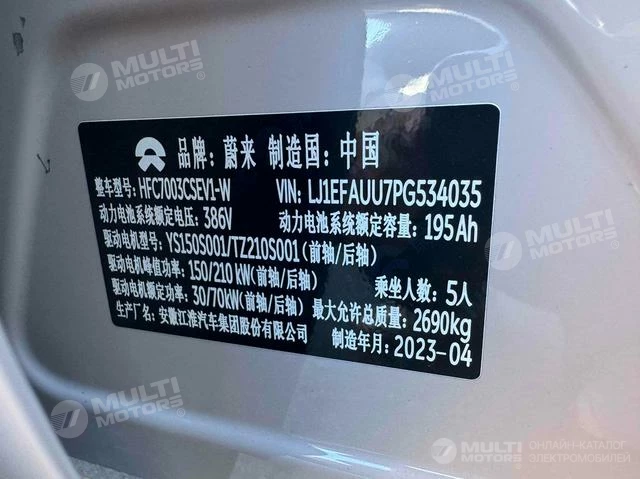 MULTI MOTORS®
MULTI MOTORS
品牌: 蔚来 制造国: 中国
整车型号: HFC7003CSEV1-W VIN: LJ1EFAUU7PG534035
动力电池系统额定电压: 386V 动力电池系统额定容量: 195Ah
驱动电机型号: YS150S001/TZ210S001 (前轴/后轴)
驱动电机峰值功率: 150/210 kW(前轴/后轴) 乘坐人数: 5人
驱动电机额定功率: 30/70kW(前轴/后轴) 最大允许总质量: 2690kg
生产厂名: 安徽江淮汽车集团股份有限公司 制造年月: 2023-04
MULTI MOTORS®
MULTI MOTORS® ОНЛАЙН-КАТАЛОГ ЭЛЕКТРОМОБИЛЕЙ